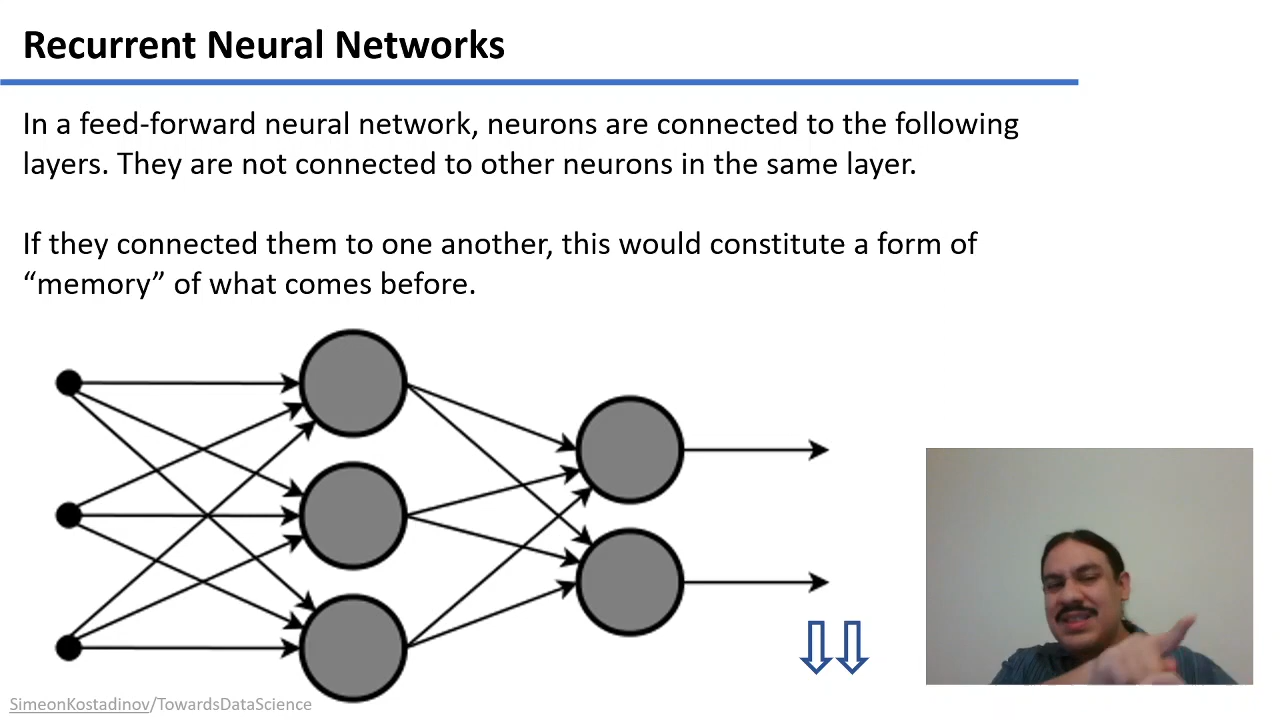 Recurrent Neural Networks
In a feed-forward neural network, neurons are connected to the following
layers. They are not connected to other neurons in the same layer.
If they connected them to one another, this would constitute a form of
“memory” of what comes before.
SimeonKostadinov/TowardsDataScience